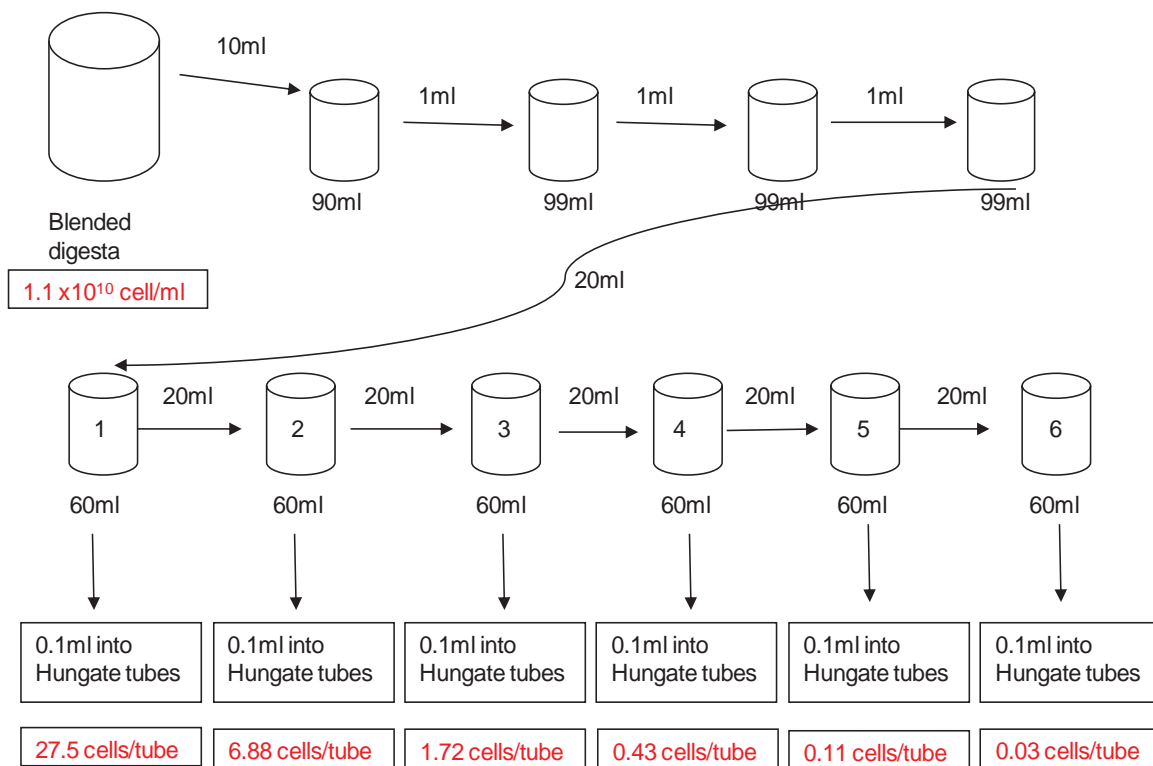 10ml
1ml
1ml
1ml
90ml
99ml
99ml
99ml
Blended
digesta
1.1 x10¹⁰ cell/ml
20ml
20ml
20ml
20ml
20ml
20ml
1
2
3
4
5
6
60ml
60ml
60ml
60ml
60ml
60ml
0.1ml into
Hungate tubes
0.1ml into
Hungate tubes
0.1ml into
Hungate tubes
0.1ml into
Hungate tubes
0.1ml into
Hungate tubes
0.1ml into
Hungate tubes
27.5 cells/tube
6.88 cells/tube
1.72 cells/tube
0.43 cells/tube
0.11 cells/tube
0.03 cells/tube